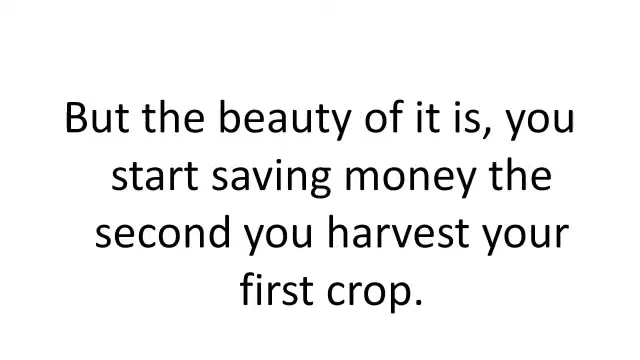 But the beauty of it is, you
start saving money the
second you harvest your
first crop.